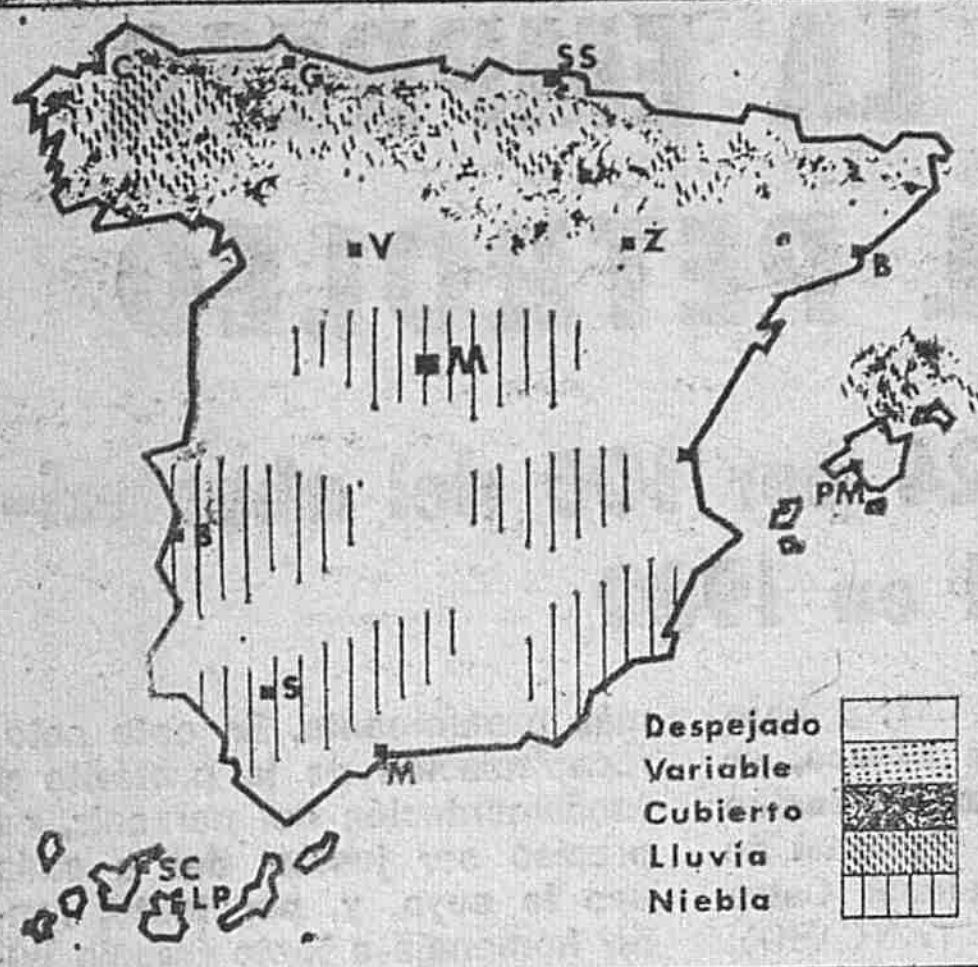 SS
C
G
V
Z
B
M
PM
B
S
M
SC
LP
Despejado
Variable
Cubierto
Lluvia
Niebla